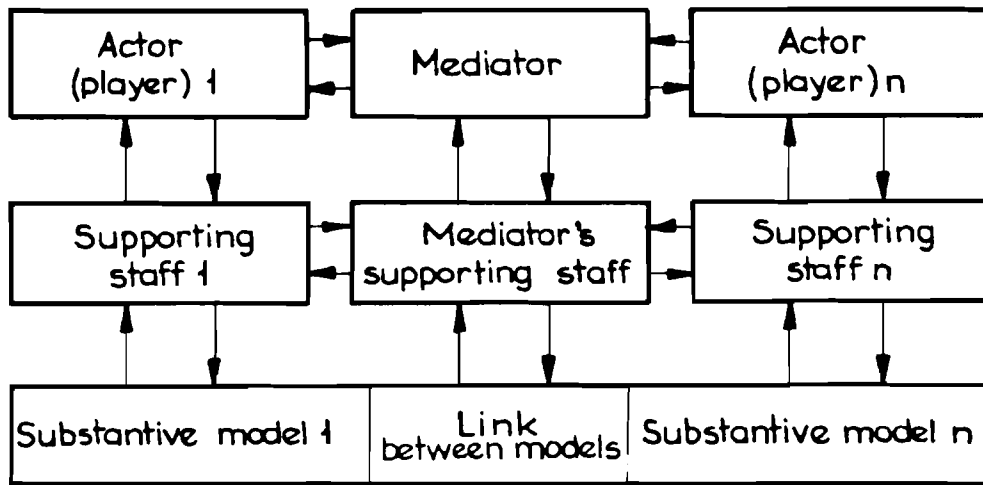 Actor
(player) 1
Mediator
Actor
(player) n
Supporting
staff 1
Mediator's
supporting staff
Supporting
staff n
Substantive model 1
Link
between models
Substantive model n